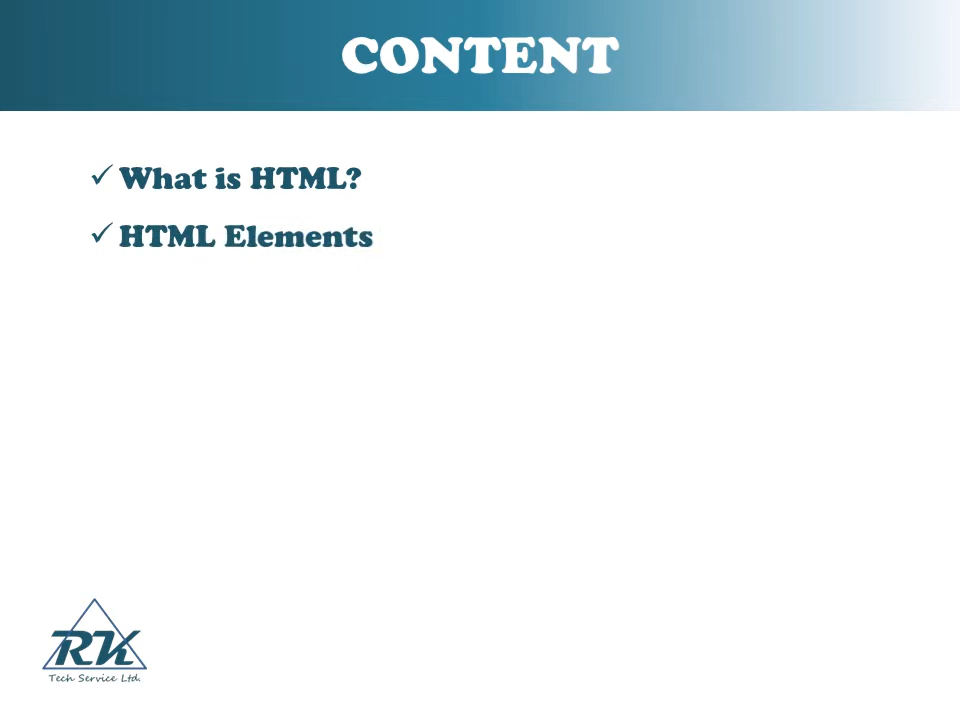 CONTENT
What is HTML?
HTML Elements
RK
Tech Service Ltd.